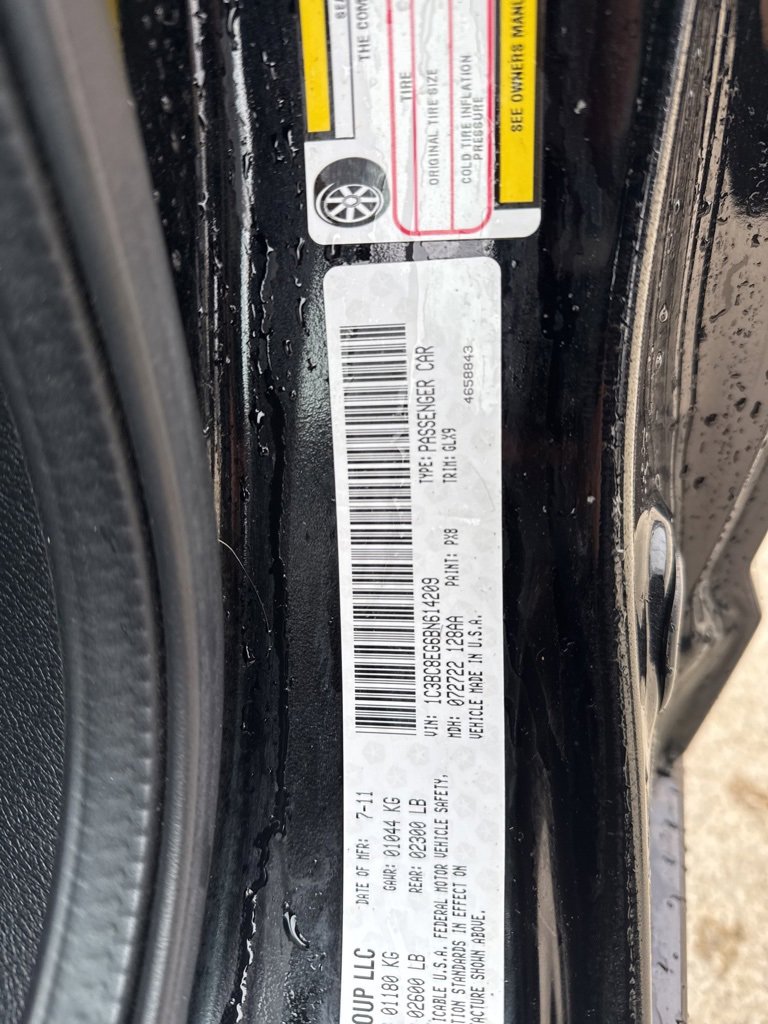 SEA
THE COM
TIRE
ORIGINAL TIRE SIZE
COLD TIRE INFLATION
PRESSURE
SEE OWNERS MANU
OUP LLC
DATE OF MFR: 7-11
01180 KG
GAWR: 01044 KG
02600 LB
REAR: 02300 LB
ICABLE U.S.A. FEDERAL MOTOR VEHICLE SAFETY,
TION STANDARDS IN EFFECT ON
ACTURE SHOWN ABOVE.
VIN: 1C3BC8EG6BN614209
TYPE: PASSENGER CAR
MDH: 072722 128AA
PAINT: PX8
TRIM: GLX9
VEHICLE MADE IN U.S.A.
4658843